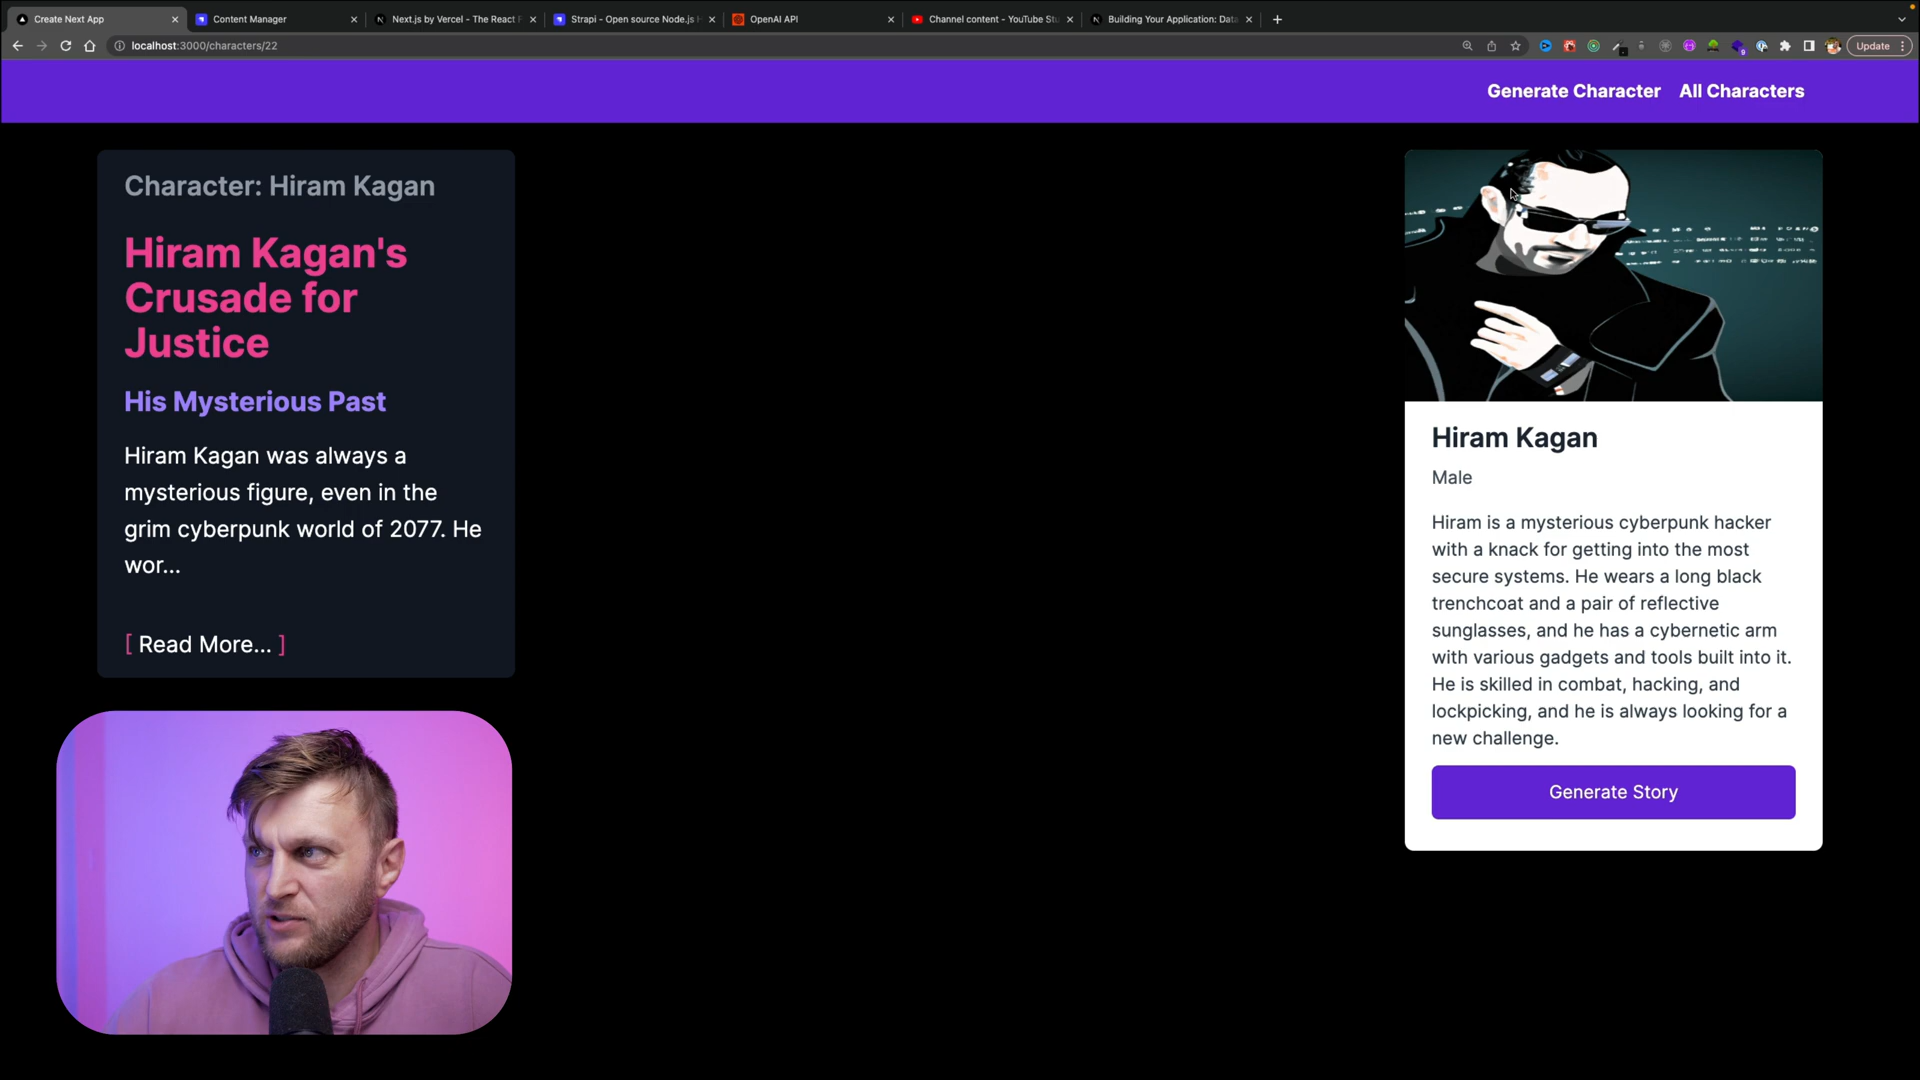 Create Next App
Content Manager
Next.js by Vercel - The React F
Strapi - Open source Node.js H
OpenAI API
Channel content - YouTube Stu
Building Your Application: Data
localhost:3000/characters/22
Update
Generate Character
All Characters
Character: Hiram Kagan
Hiram Kagan's
Crusade for
Justice
His Mysterious Past
Hiram Kagan was always a
mysterious figure, even in the
grim cyberpunk world of 2077. He
wor...
[ Read More... ]
Hiram Kagan
Male
Hiram is a mysterious cyberpunk hacker
with a knack for getting into the most
secure systems. He wears a long black
trenchcoat and a pair of reflective
sunglasses, and he has a cybernetic arm
with various gadgets and tools built into it.
He is skilled in combat, hacking, and
lockpicking, and he is always looking for a
new challenge.
Generate Story